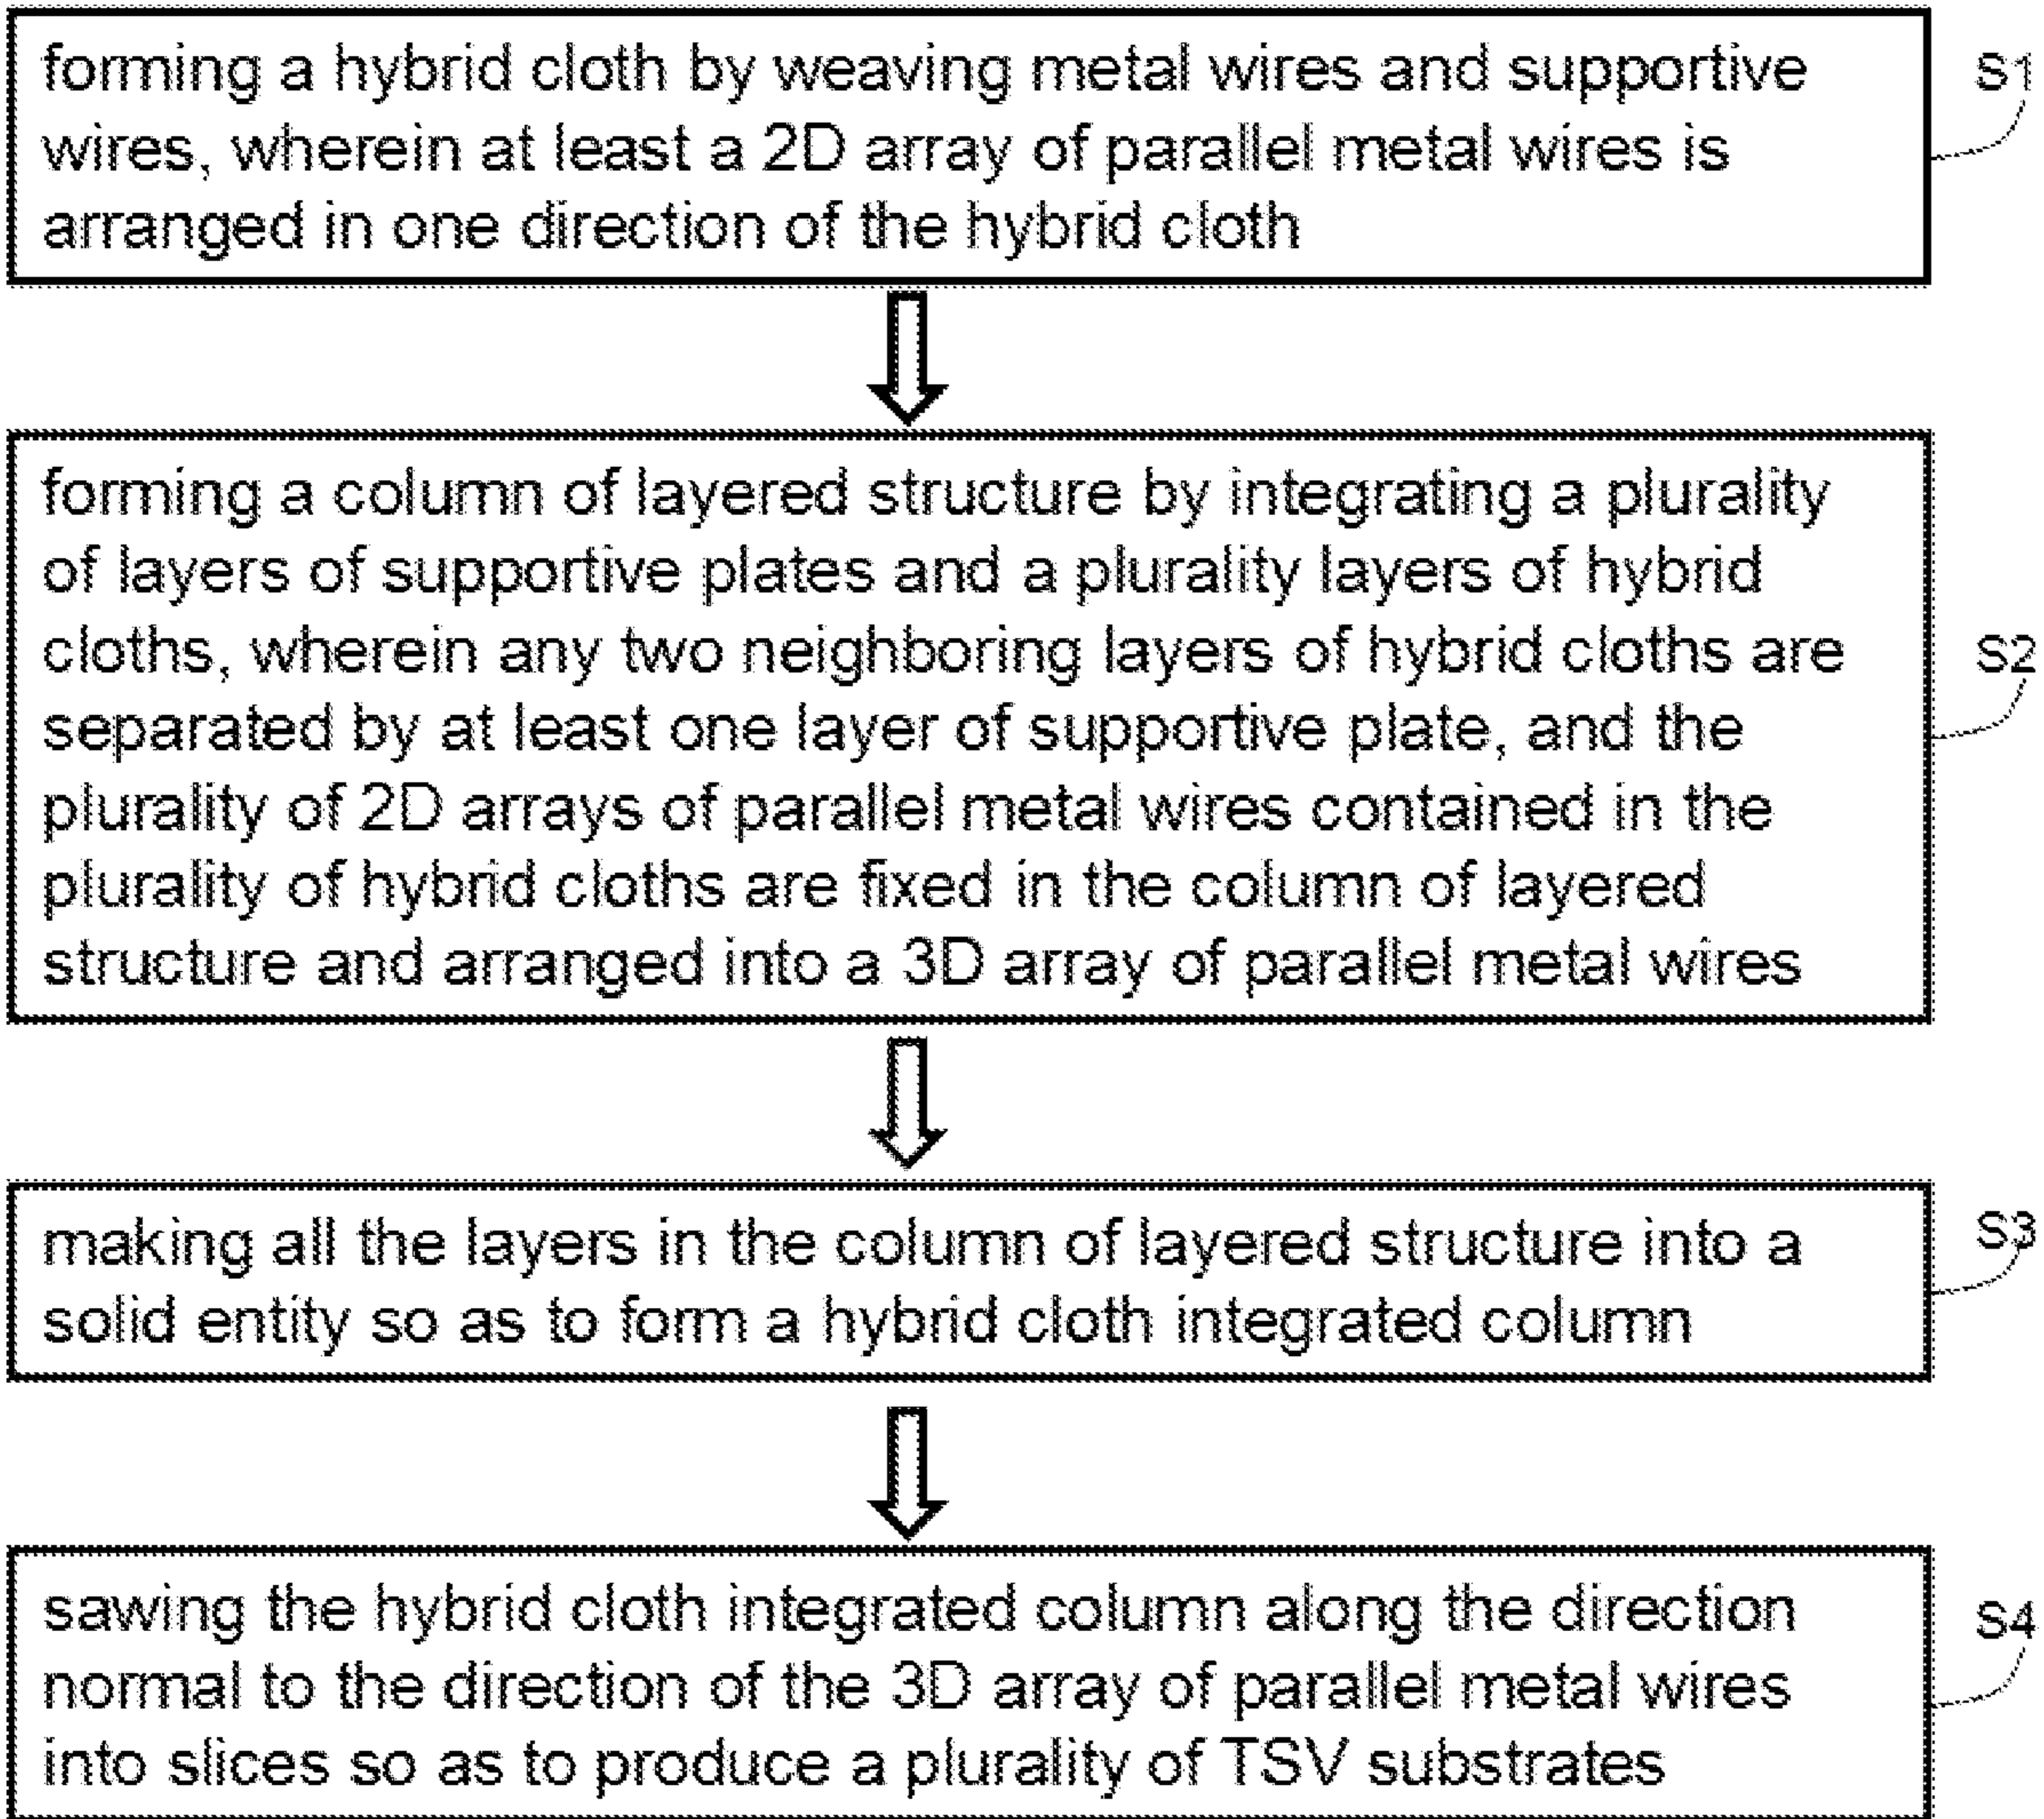 forming a hybrid cloth by weaving metal wires and supportive
wires, wherein at least a 2D array of parallel metal wires is
arranged in one direction of the hybrid cloth
S1
forming a column of layered structure by integrating a plurality
of layers of supportive plates and a plurality layers of hybrid
cloths, wherein any two neighboring layers of hybrid cloths are
separated by at least one layer of supportive plate, and the
plurality of 2D arrays of parallel metal wires contained in the
plurality of hybrid cloths are fixed in the column of layered
structure and arranged into a 3D array of parallel metal wires
S2
making all the layers in the column of layered structure into a
solid entity so as to form a hybrid cloth integrated column
S3
sawing the hybrid cloth integrated column along the direction
normal to the direction of the 3D array of parallel metal wires
into slices so as to produce a plurality of TSV substrates
S4